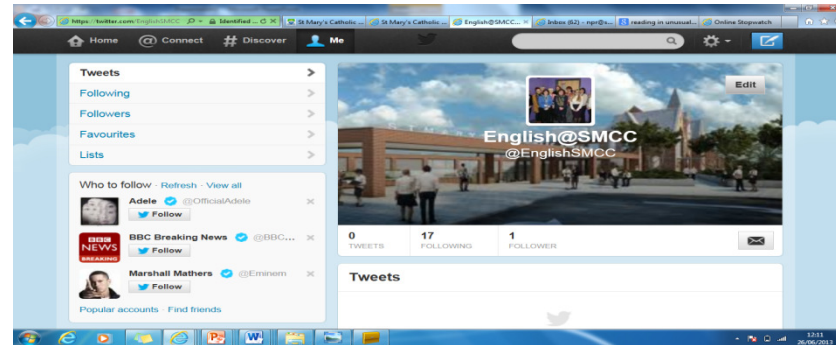 https://twitter.com/EnglishSMCC
Identified ...
St Mary's Catholic ...
St Mary's Catholic ...
English@SMCC...
Inbox (62) - npr@s...
reading in unusual...
Online Stopwatch
Home
@ Connect
# Discover
Me
Tweets
Following
Followers
Favourites
Lists
Who to follow · Refresh · View all
Adele @OfficialAdele
Follow
BBC Breaking News @BBC...
Follow
Marshall Mathers @Eminem
Follow
Popular accounts · Find friends
BBC
NEWS
BREAKING
Edit
English@SMCC
@EnglishSMCC
0
TWEETS
17
FOLLOWING
1
FOLLOWER
Tweets
12:11
26/06/2013